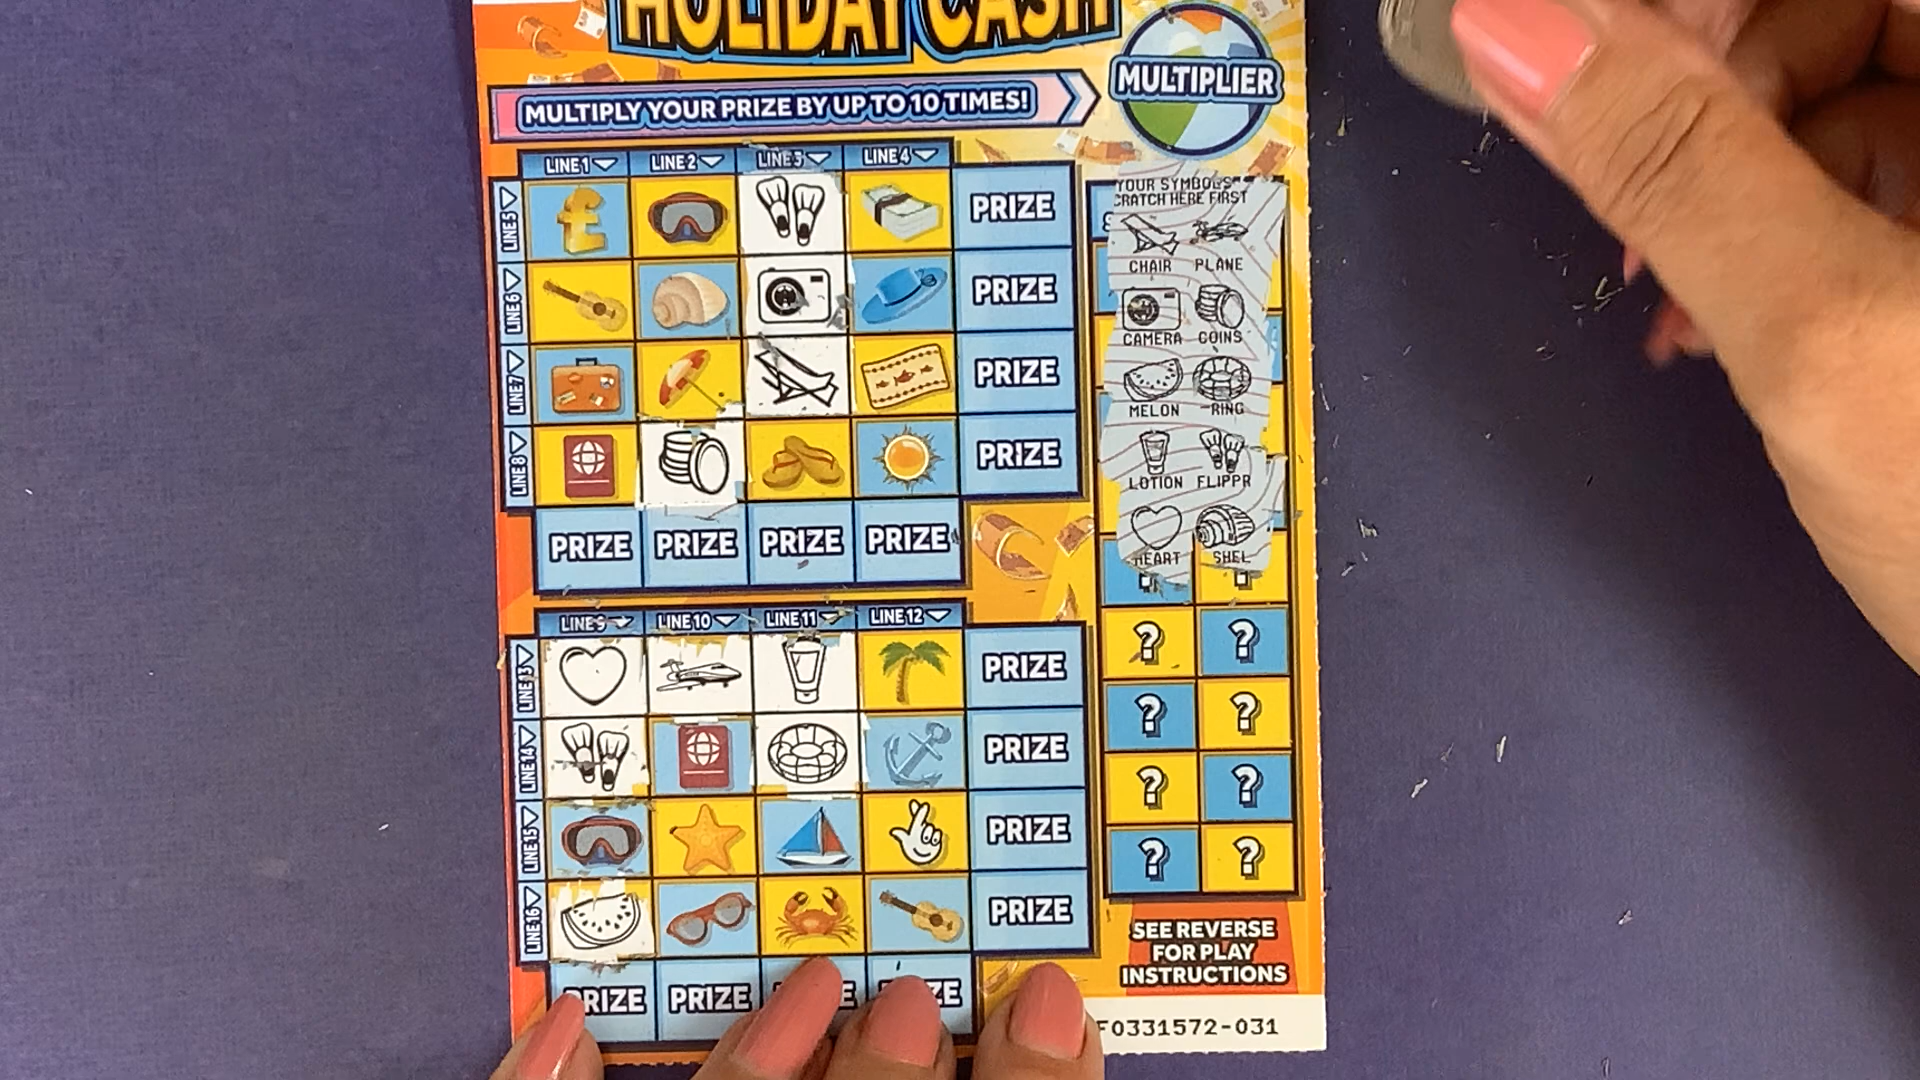 HOLIDAY CASH
MULTIPLY YOUR PRIZE BY UP TO 10 TIMES!
MULTIPLIER
LINE 1 LINE 2 LINE 3 LINE 4
LINE 5 PRIZE
LINE 6 PRIZE
LINE 7 PRIZE
LINE 8 PRIZE
PRIZE PRIZE PRIZE PRIZE
YOUR SYMBOLS
SCRATCH HERE FIRST
CHAIR PLANE
CAMERA COINS
MELON RING
LOTION FLIPPR
HEART SHEL
LINE 9 LINE 10 LINE 11 LINE 12
LINE 13 PRIZE
LINE 14 PRIZE
LINE 15 PRIZE
LINE 16 PRIZE
PRIZE PRIZE
? ?
? ?
? ?
? ?
SEE REVERSE
FOR PLAY
INSTRUCTIONS
F0331572-031